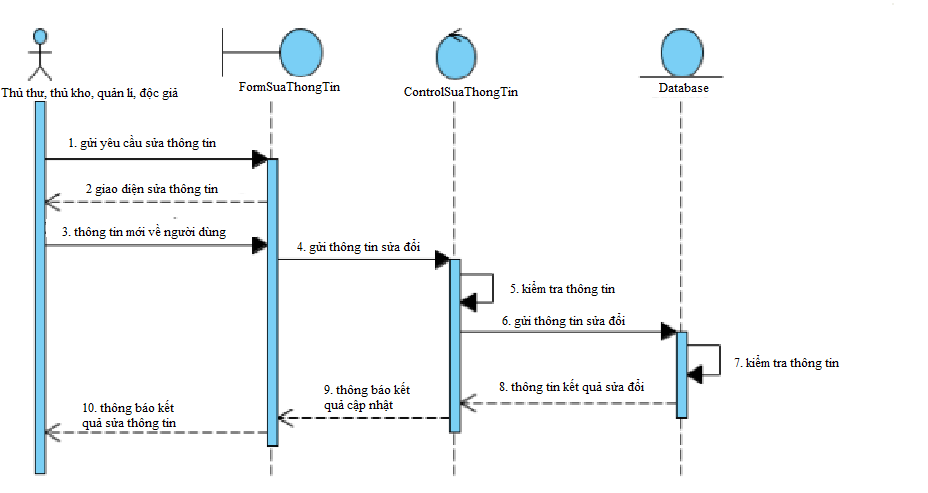 Thủ thư, thủ kho, quản lí, độc giả
FormSuaThongTin
ControlSuaThongTin
Database
1. gửi yêu cầu sửa thông tin
2 giao diện sửa thông tin
3. thông tin mới về người dùng
4. gửi thông tin sửa đổi
5. kiểm tra thông tin
6. gửi thông tin sửa đổi
7. kiểm tra thông tin
8. thông tin kết quả sửa đổi
9. thông báo kết
quả cập nhật
10. thông báo kết
quả sửa thông tin